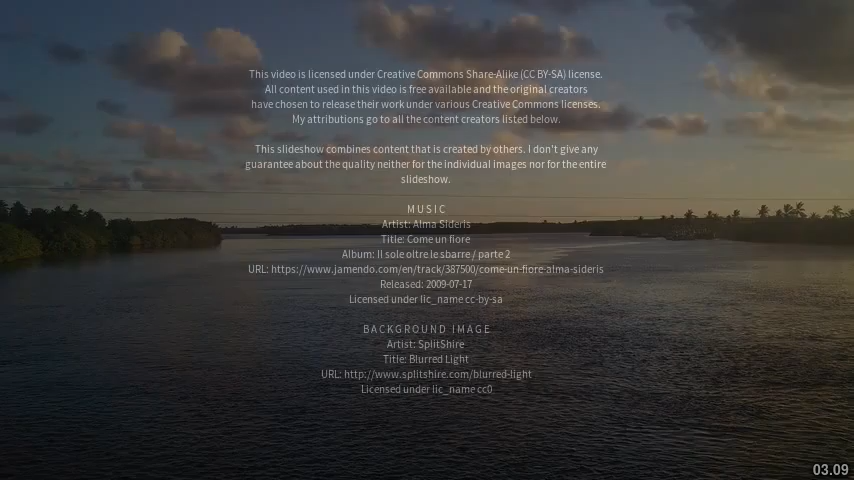 This video is licensed under Creative Commons Share-Alike (CC BY-SA) license.
All content used in this video is free available and the original creators
have chosen to release their work under various Creative Commons licenses.
My attributions go to all the content creators listed below.
This slideshow combines content that is created by others. I don't give any
guarantee about the quality neither for the individual images nor for the entire
slideshow.
MUSIC
Artist: Alma Sideris
Title: Come un fiore
Album: Il sole oltre le sbarre / parte 2
URL: https://www.jamendo.com/en/track/387500/come-un-fiore-alma-sideris
Released: 2009-07-17
Licensed under lic_name cc-by-sa
BACKGROUND IMAGE
Artist: SplitShire
Title: Blurred Light
URL: http://www.splitshire.com/blurred-light
Licensed under lic_name cc0
03.09